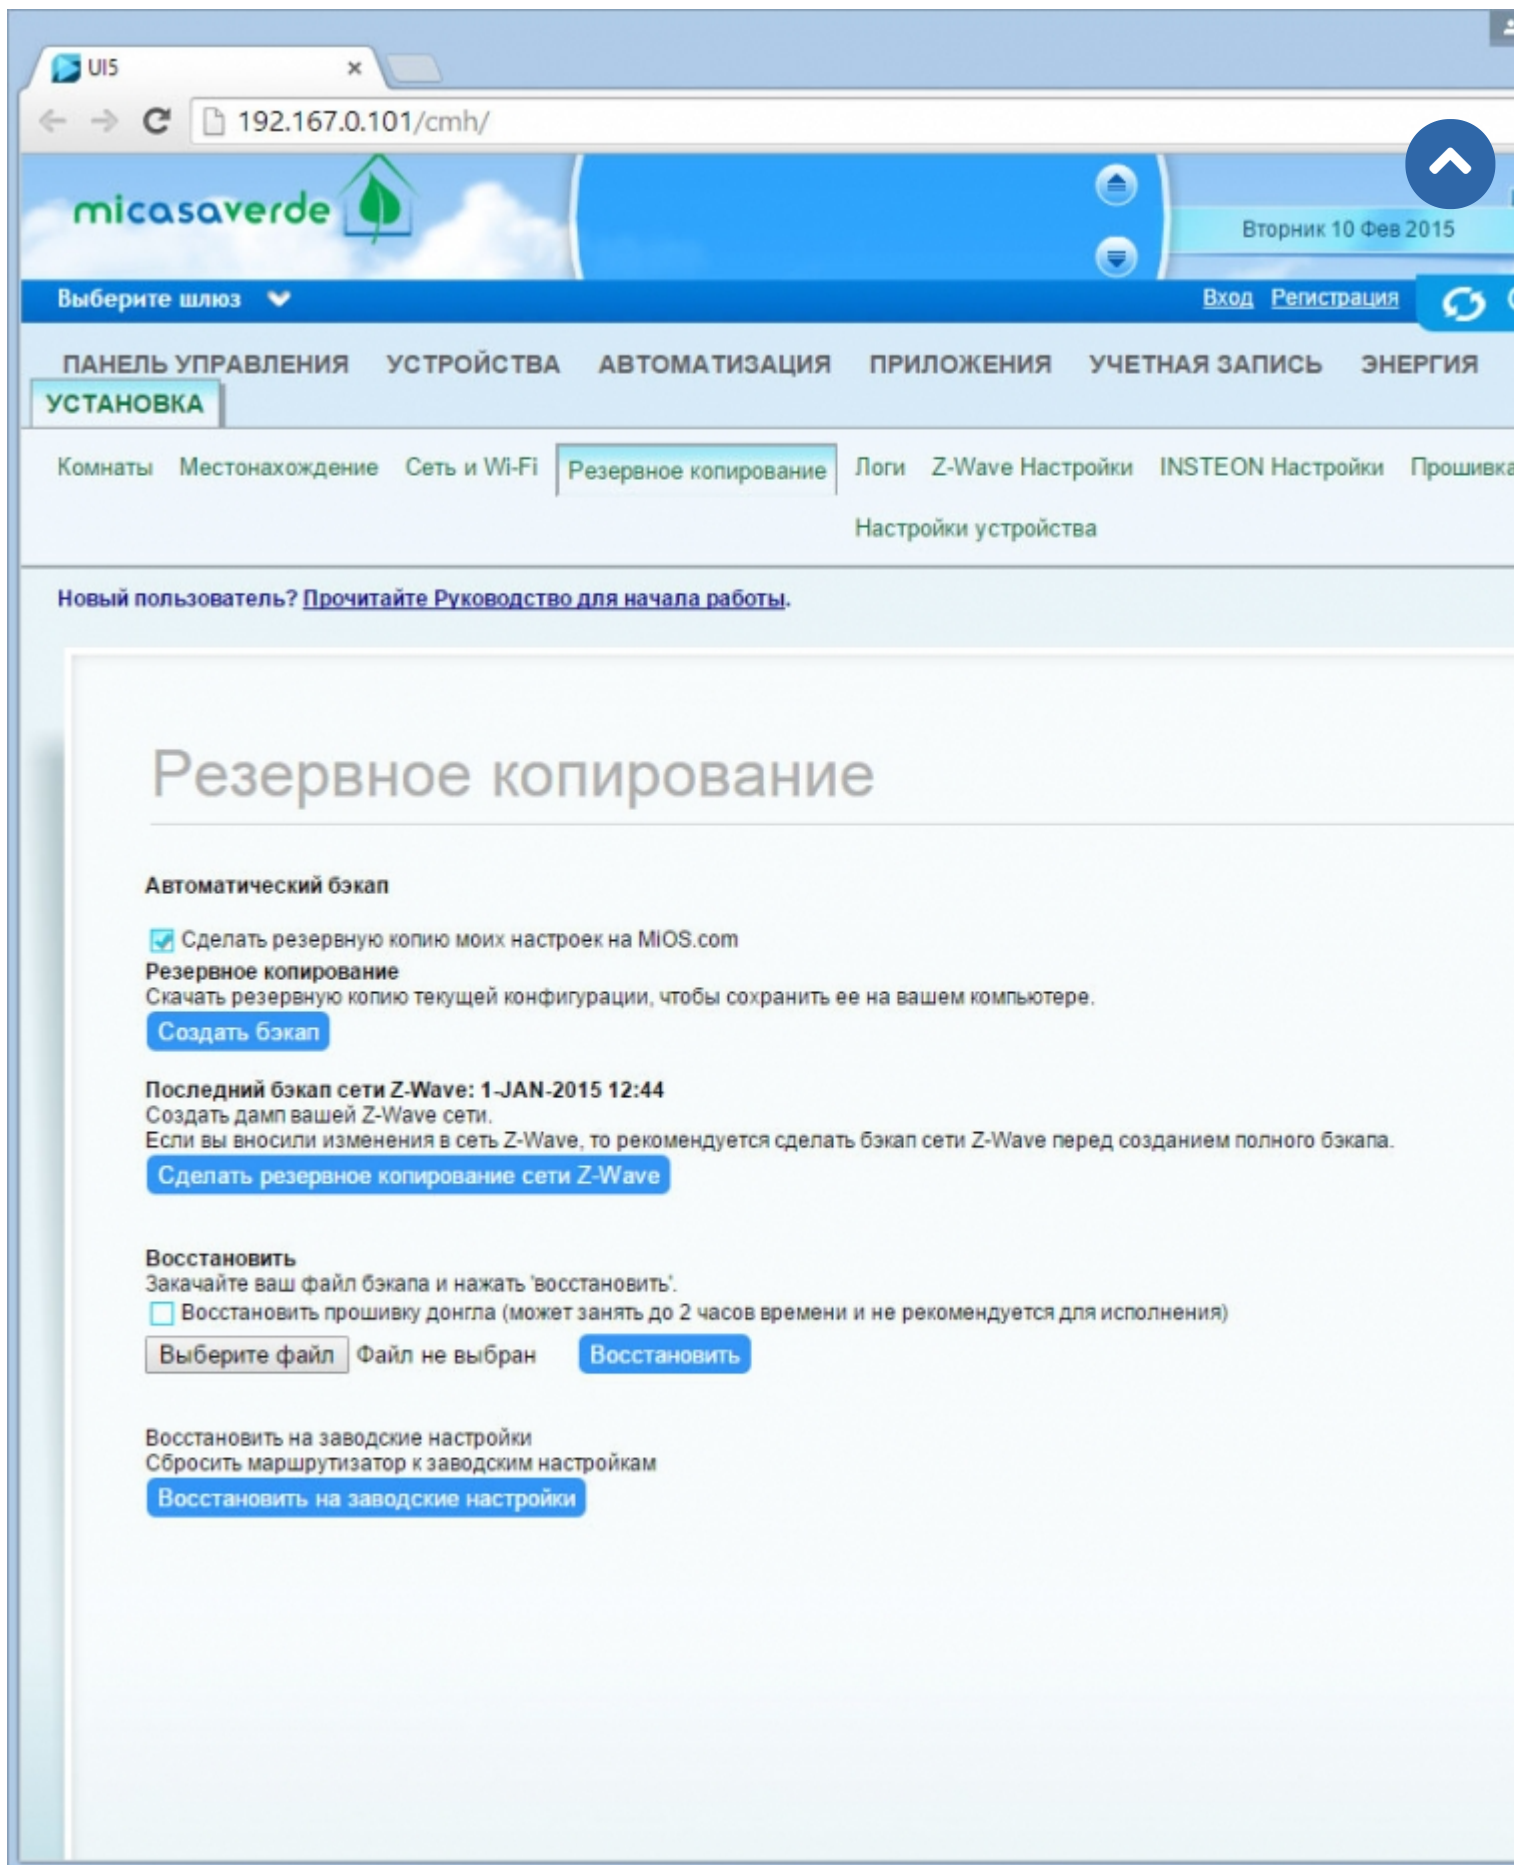 UI5
192.167.0.101/cmh/
micasaverde
Вторник 10 Фев 2015
Выберите шлюз
Вход Регистрация
ПАНЕЛЬ УПРАВЛЕНИЯ УСТРОЙСТВА АВТОМАТИЗАЦИЯ ПРИЛОЖЕНИЯ УЧЕТНАЯ ЗАПИСЬ ЭНЕРГИЯ
УСТАНОВКА
Комнаты Местонахождение Сеть и Wi-Fi Резервное копирование Логи Z-Wave Настройки INSTEON Настройки Прошивка
Настройки устройства
Новый пользователь? Прочитайте Руководство для начала работы.
Резервное копирование
Автоматический бэкап
Сделать резервную копию моих настроек на MiOS.com
Резервное копирование
Скачать резервную копию текущей конфигурации, чтобы сохранить ее на вашем компьютере.
Создать бэкап
Последний бэкап сети Z-Wave: 1-JAN-2015 12:44
Создать дамп вашей Z-Wave сети.
Если вы вносили изменения в сеть Z-Wave, то рекомендуется сделать бэкап сети Z-Wave перед созданием полного бэкапа.
Сделать резервное копирование сети Z-Wave
Восстановить
Закачайте ваш файл бэкапа и нажать 'восстановить'.
Восстановить прошивку донгла (может занять до 2 часов времени и не рекомендуется для исполнения)
Выберите файл Файл не выбран Восстановить
Восстановить на заводские настройки
Сбросить маршрутизатор к заводским настройкам
Восстановить на заводские настройки